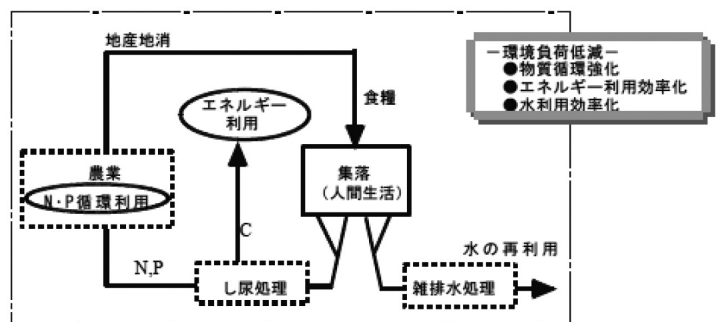 地産地消
－環境負荷低減－
●物質循環強化
●エネルギー利用効率化
●水利用効率化
エネルギー
利用
食糧
農業
N・P循環利用
集落
（人間生活）
C
水の再利用
N,P
し尿処理
雑排水処理